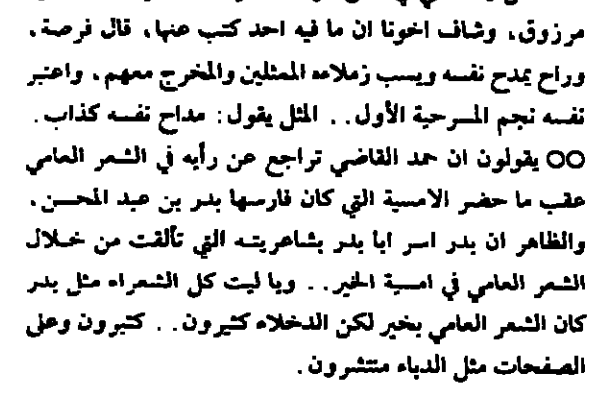 مرزوق، وشاف اخونا ان ما فيه احد كتب عنها، قال فرصة،
وراح يمدح نفسه ويسب زملاءه الممثلين والمخرج معهم، واعتبر
نفسه نجم المسرحية الأول.. المثل يقول: مداح نفسه كذاب.
OO يقولون ان حمد القاضي تراجع عن رأيه في الشعر العامي
عقب ما حضر الامسية التي كان فارسها بدر بن عبد المحسن،
والظاهر ان بدر اسر ابا بدر بشاعريته التي تألقت من خلال
الشعر العامي في امسية الخير.. ويا ليت كل الشعراء مثل بدر
كان الشعر العامي بخير لكن الدخلاء كثيرون.. كثيرون وعلى
الصفحات مثل الدباء منتشرون.